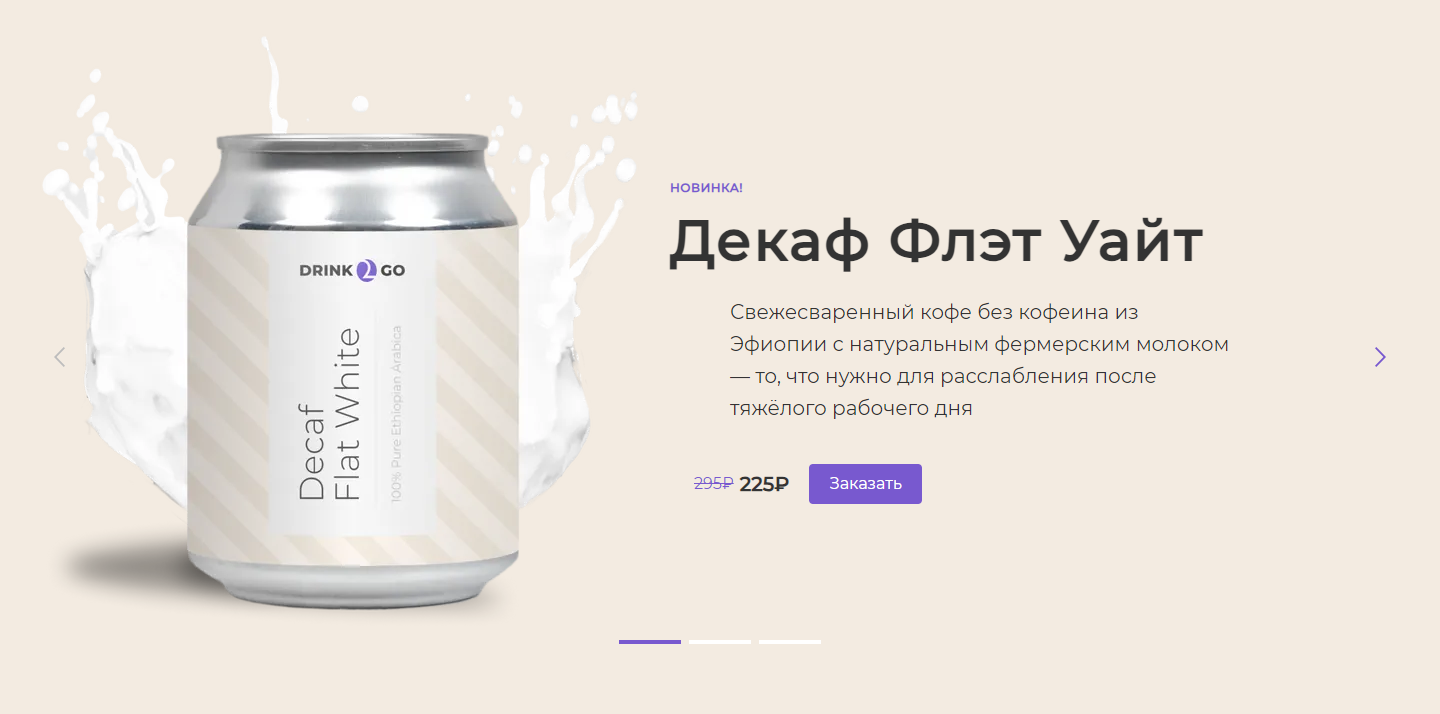 НОВИНКА!
Декаф Флэт Уайт
Свежесваренный кофе без кофеина из
Эфиопии с натуральным фермерским молоком
— то, что нужно для расслабления после
тяжёлого рабочего дня
295₽ 225₽ Заказать
DRINK 2 GO
Decaf
Flat White
100% Pure Ethiopian Arabica